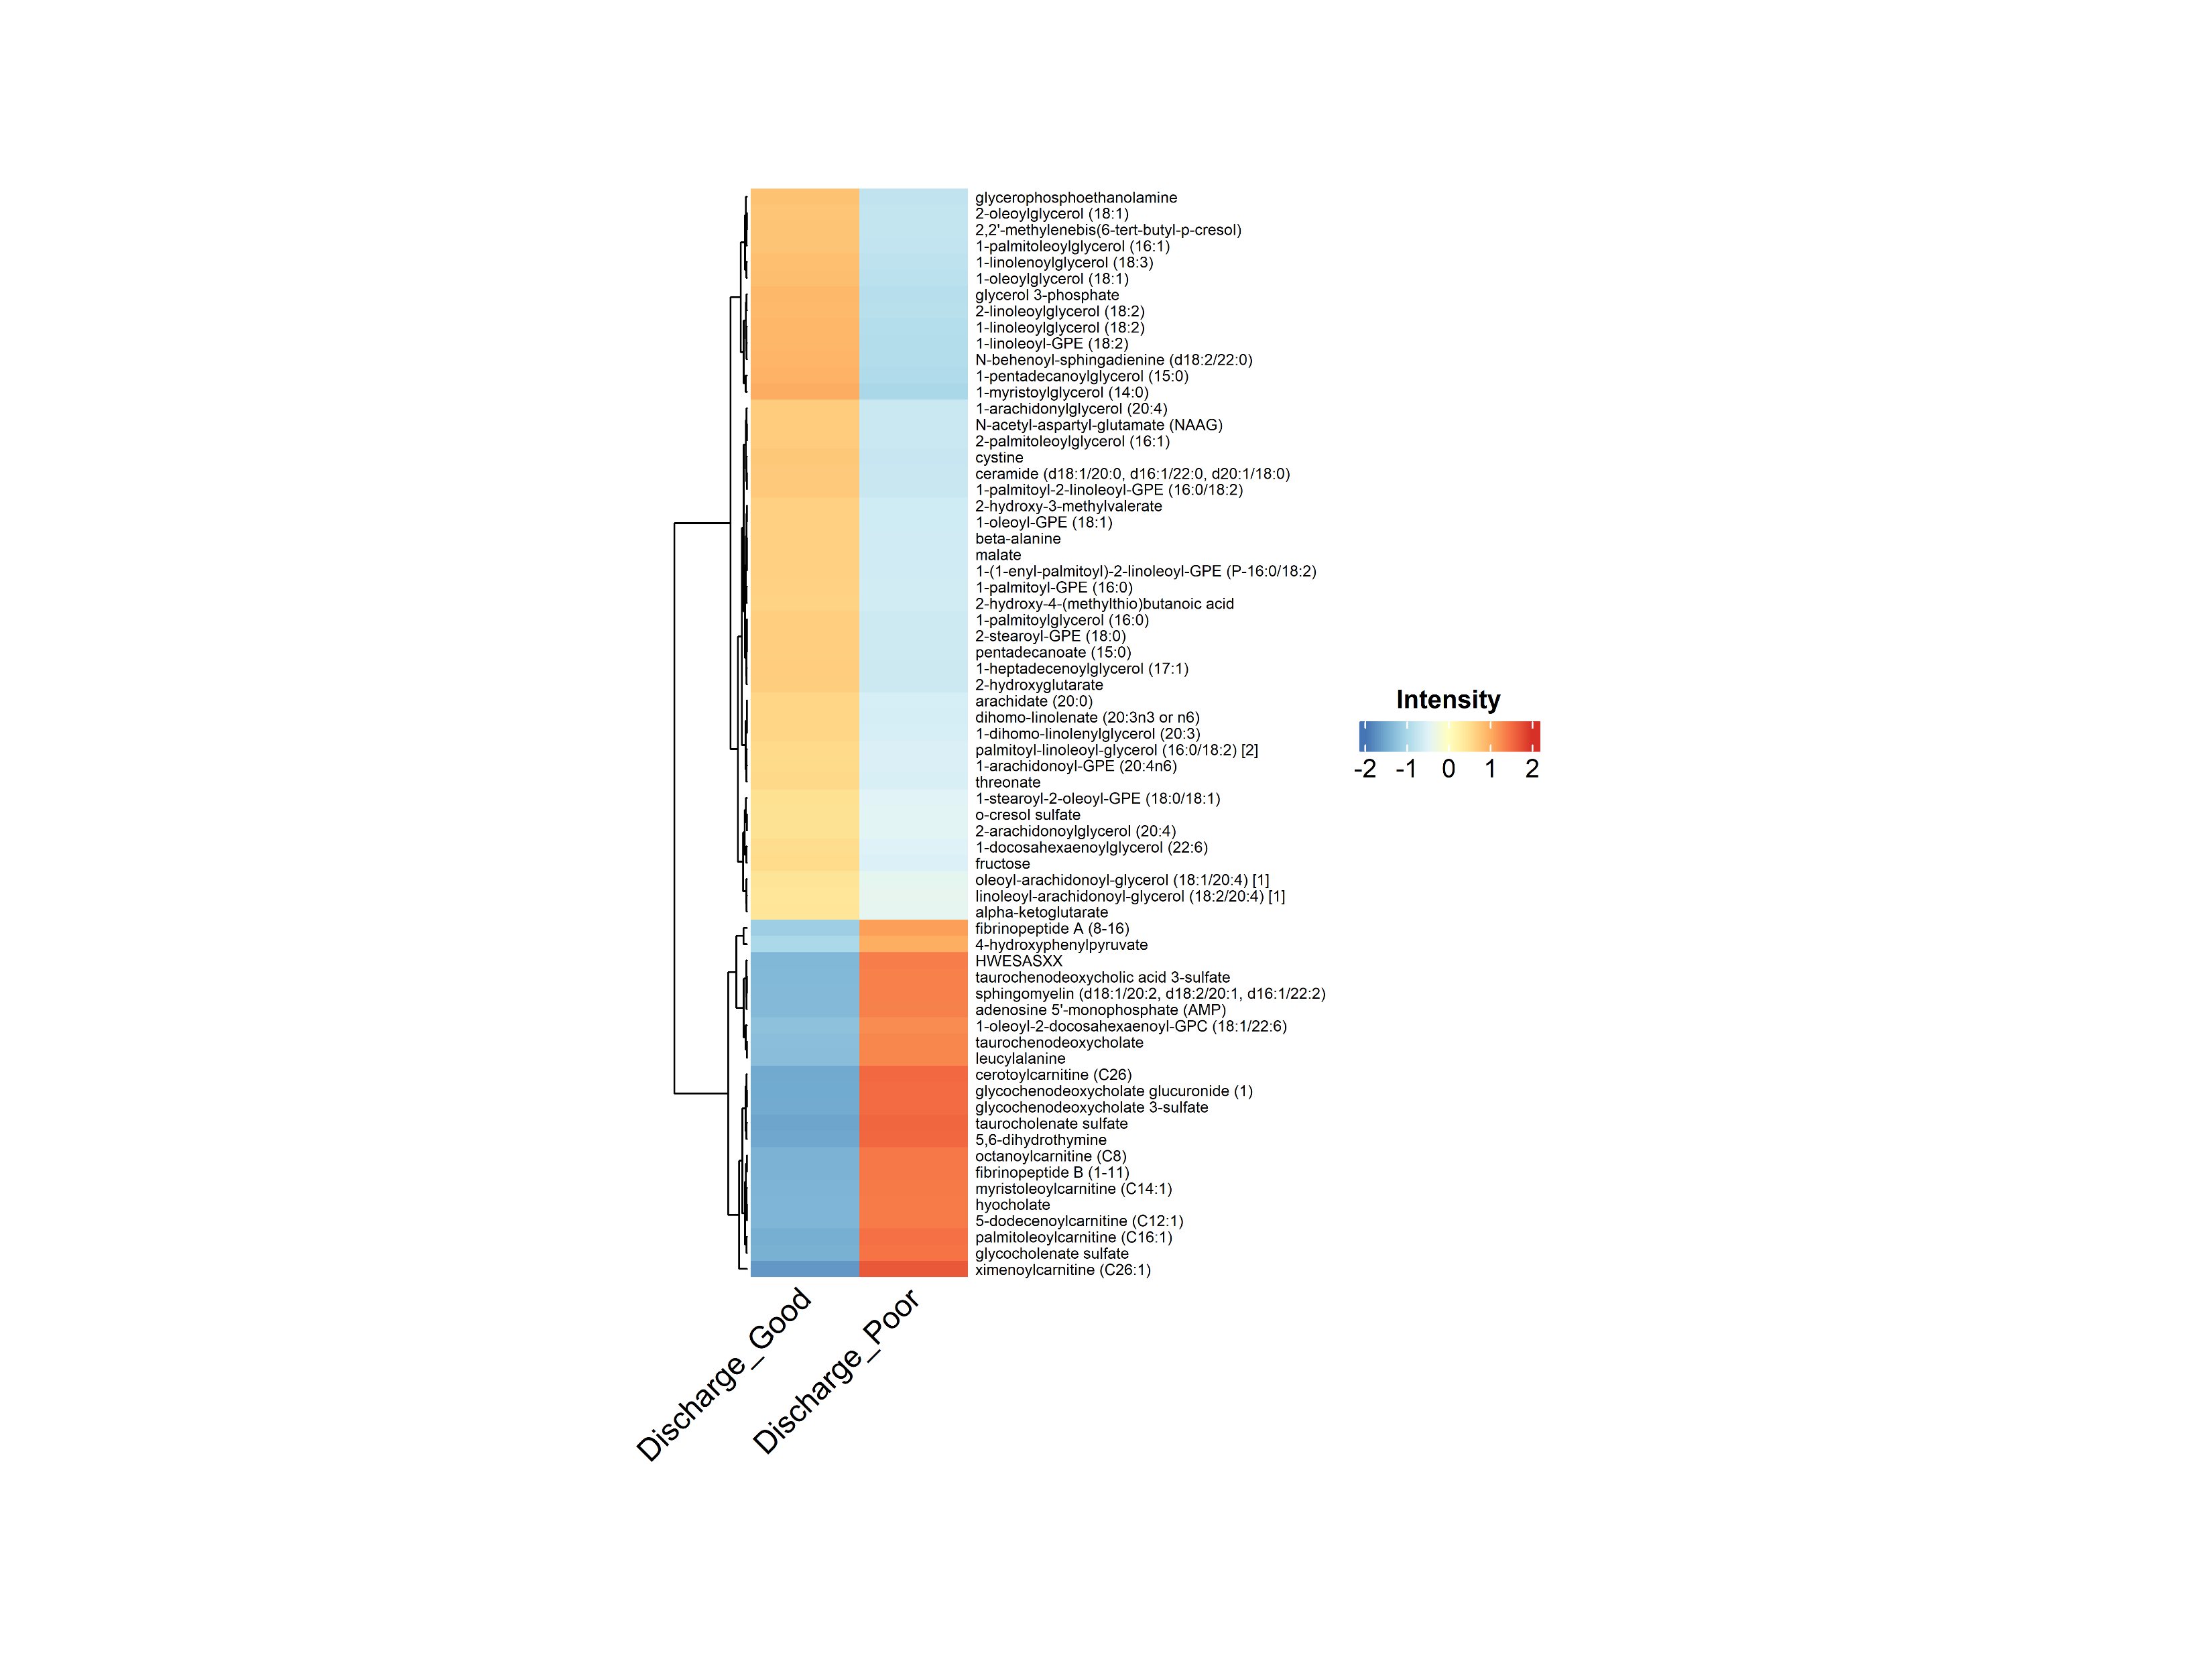 glycerophosphoethanolamine
2-oleoylglycerol (18:1)
2,2'-methylenebis(6-tert-butyl-p-cresol)
1-palmitoleoylglycerol (16:1)
1-linolenoylglycerol (18:3)
1-oleoylglycerol (18:1)
glycerol 3-phosphate
2-linoleoylglycerol (18:2)
1-linoleoylglycerol (18:2)
1-linoleoyl-GPE (18:2)
N-behenoyl-sphingadienine (d18:2/22:0)
1-pentadecanoylglycerol (15:0)
1-myristoylglycerol (14:0)
1-arachidonylglycerol (20:4)
N-acetyl-aspartyl-glutamate (NAAG)
2-palmitoleoylglycerol (16:1)
cystine
ceramide (d18:1/20:0, d16:1/22:0, d20:1/18:0)
1-palmitoyl-2-linoleoyl-GPE (16:0/18:2)
2-hydroxy-3-methylvalerate
1-oleoyl-GPE (18:1)
beta-alanine
malate
1-(1-enyl-palmitoyl)-2-linoleoyl-GPE (P-16:0/18:2)
1-palmitoyl-GPE (16:0)
2-hydroxy-4-(methylthio)butanoic acid
1-palmitoylglycerol (16:0)
2-stearoyl-GPE (18:0)
pentadecanoate (15:0)
1-heptadecenoylglycerol (17:1)
2-hydroxyglutarate
arachidate (20:0)
dihomo-linolenate (20:3n3 or n6)
1-dihomo-linolenylglycerol (20:3)
palmitoyl-linoleoyl-glycerol (16:0/18:2) [2]
1-arachidonoyl-GPE (20:4n6)
threonate
1-stearoyl-2-oleoyl-GPE (18:0/18:1)
o-cresol sulfate
2-arachidonoylglycerol (20:4)
1-docosahexaenoylglycerol (22:6)
fructose
oleoyl-arachidonoyl-glycerol (18:1/20:4) [1]
linoleoyl-arachidonoyl-glycerol (18:2/20:4) [1]
alpha-ketoglutarate
fibrinopeptide A (8-16)
4-hydroxyphenylpyruvate
HWESASXX
taurochenodeoxycholic acid 3-sulfate
sphingomyelin (d18:1/20:2, d18:2/20:1, d16:1/22:2)
adenosine 5'-monophosphate (AMP)
1-oleoyl-2-docosahexaenoyl-GPC (18:1/22:6)
taurochenodeoxycholate
leucylalanine
cerotoylcarnitine (C26)
glycochenodeoxycholate glucuronide (1)
glycochenodeoxycholate 3-sulfate
taurocholenate sulfate
5,6-dihydrothymine
octanoylcarnitine (C8)
fibrinopeptide B (1-11)
myristoleoylcarnitine (C14:1)
hyocholate
5-dodecenoylcarnitine (C12:1)
palmitoleoylcarnitine (C16:1)
glycocholenate sulfate
ximenoylcarnitine (C26:1)
Discharge_Good
Discharge_Poor
Intensity
-2 -1 0 1 2